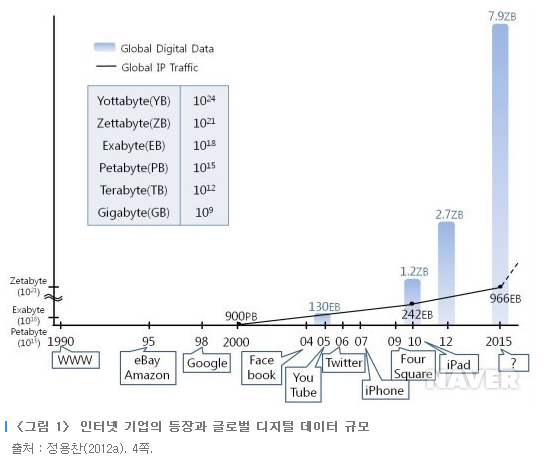 7.9ZB
Global Digital Data
Global IP Traffic
Yottabyte(YB) 10²⁴
Zettabyte(ZB) 10²¹
Exabyte(EB) 10¹⁸
Petabyte(PB) 10¹⁵
Terabyte(TB) 10¹²
Gigabyte(GB) 10⁹
2.7ZB
1.2ZB
Zetabyte
(10²¹)
966EB
900PB
130EB
242EB
Exabyte
(10¹⁸)
Petabyte
(10¹⁵)
1990 95 98 2000 04 05 06 07 09 10 12 2015
WWW
eBay
Amazon
Google
Face
book
You
Tube
Twitter
iPhone
Four
Square
iPad
?
NAVER
<그림 1> 인터넷 기업의 등장과 글로벌 디지털 데이터 규모
출처 : 정용찬(2012a). 4쪽.